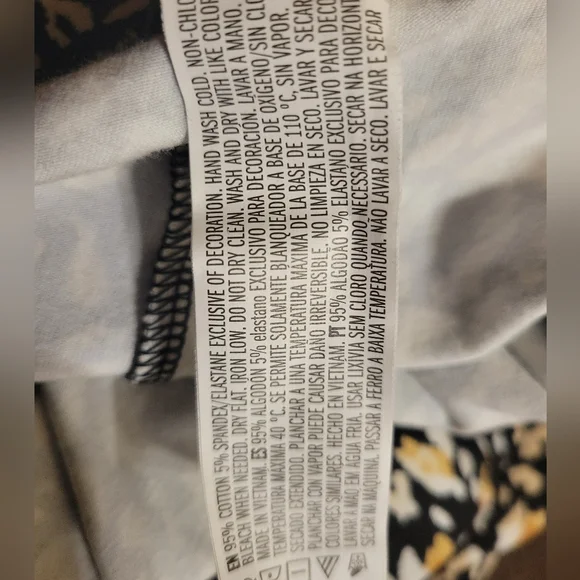 EN 95% COTTON 5% SPANDEX/ELASTANE EXCLUSIVE OF DECORATION. HAND WASH COLD. NON-CHLO
BLEACH WHEN NEEDED. DRY FLAT. IRON LOW. DO NOT DRY CLEAN. WASH AND DRY WITH LIKE COLOR
MADE IN VIETNAM. ES 95% ALGODÓN 5% elastano EXCLUSIVO PARA DECORACIÓN. LAVAR A MANO.
TEMPERATURA MÁXIMA 40 °C. SE PERMITE SOLAMENTE BLANQUEADOR A BASE DE OXÍGENO/SIN CLO
SECADO EXTENDIDO. PLANCHAR A UNA TEMPERATURA MÁXIMA DE LA BASE DE 110 °C, SIN VAPOR.
PLANCHAR CON VAPOR PUEDE CAUSAR DAÑO IRREVERSIBLE. NO LIMPIEZA EN SECO. LAVAR Y SECAR
COLORES SIMILARES. HECHO EN VIETNAM. PT 95% ALGODÃO 5% ELASTANO EXCLUSIVO PARA DECO
LAVAR A MAO EM AGUA FRIA. USAR LIXIVIA SEM CLORO QUANDO NECESSARIO. SECAR NA HORIZONT
PASSAR A FERRO A BAIXA TEMPERATURA. NÃO LAVAR A SECO. LAVAR E SECAR
SECAR NA MAQUINA.